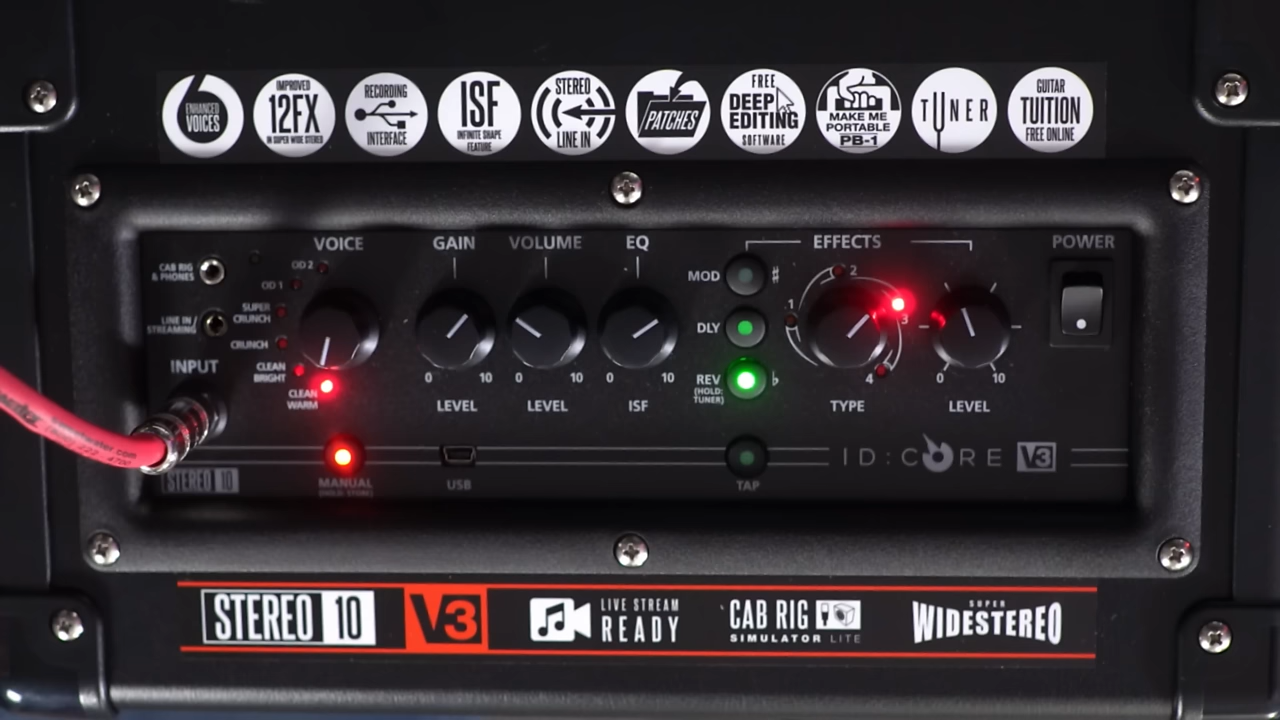 ENHANCED
VOICES
IMPROVED
12FX
IN SUPER WIDE STEREO
RECORDING
INTERFACE
ISF
INFINITE SHAPE
FEATURE
STEREO
LINE IN
PATCHES
FREE
DEEP
EDITING
SOFTWARE
MAKE ME
PORTABLE
PB-1
TUNER
GUITAR
TUITION
FREE ONLINE
VOICE
GAIN
VOLUME
EQ
EFFECTS
POWER
CAB RIG
& PHONES
LINE IN /
STREAMING
INPUT
OD 2
OD 1
SUPER
CRUNCH
CRUNCH
CLEAN
BRIGHT
CLEAN
WARM
0 10
LEVEL
0 10
LEVEL
0 10
ISF
MOD ♯
DLY
REV ♭
(HOLD:
TUNER)
1
2
3
4
TYPE
0 10
LEVEL
STEREO 10
MANUAL
(HOLD: STORE)
USB
TAP
ID:CORE V3
STEREO 10
V3
LIVE STREAM
READY
CAB RIG
SIMULATOR LITE
SUPER
WIDESTEREO